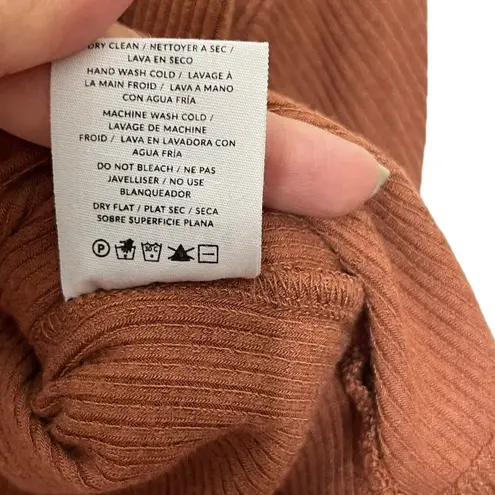 DRY CLEAN / NETTOYER A SEC /
LAVA EN SECO
HAND WASH COLD / LAVAGE À
LA MAIN FROID / LAVA A MANO
CON AGUA FRÍA
MACHINE WASH COLD /
LAVAGE DE MACHINE
FROID / LAVA EN LAVADORA CON
AGUA FRÍA
DO NOT BLEACH / NE PAS
JAVELLISER / NO USE
BLANQUEADOR
DRY FLAT / PLAT SEC / SECA
SOBRE SUPERFICIE PLANA
P 30°C